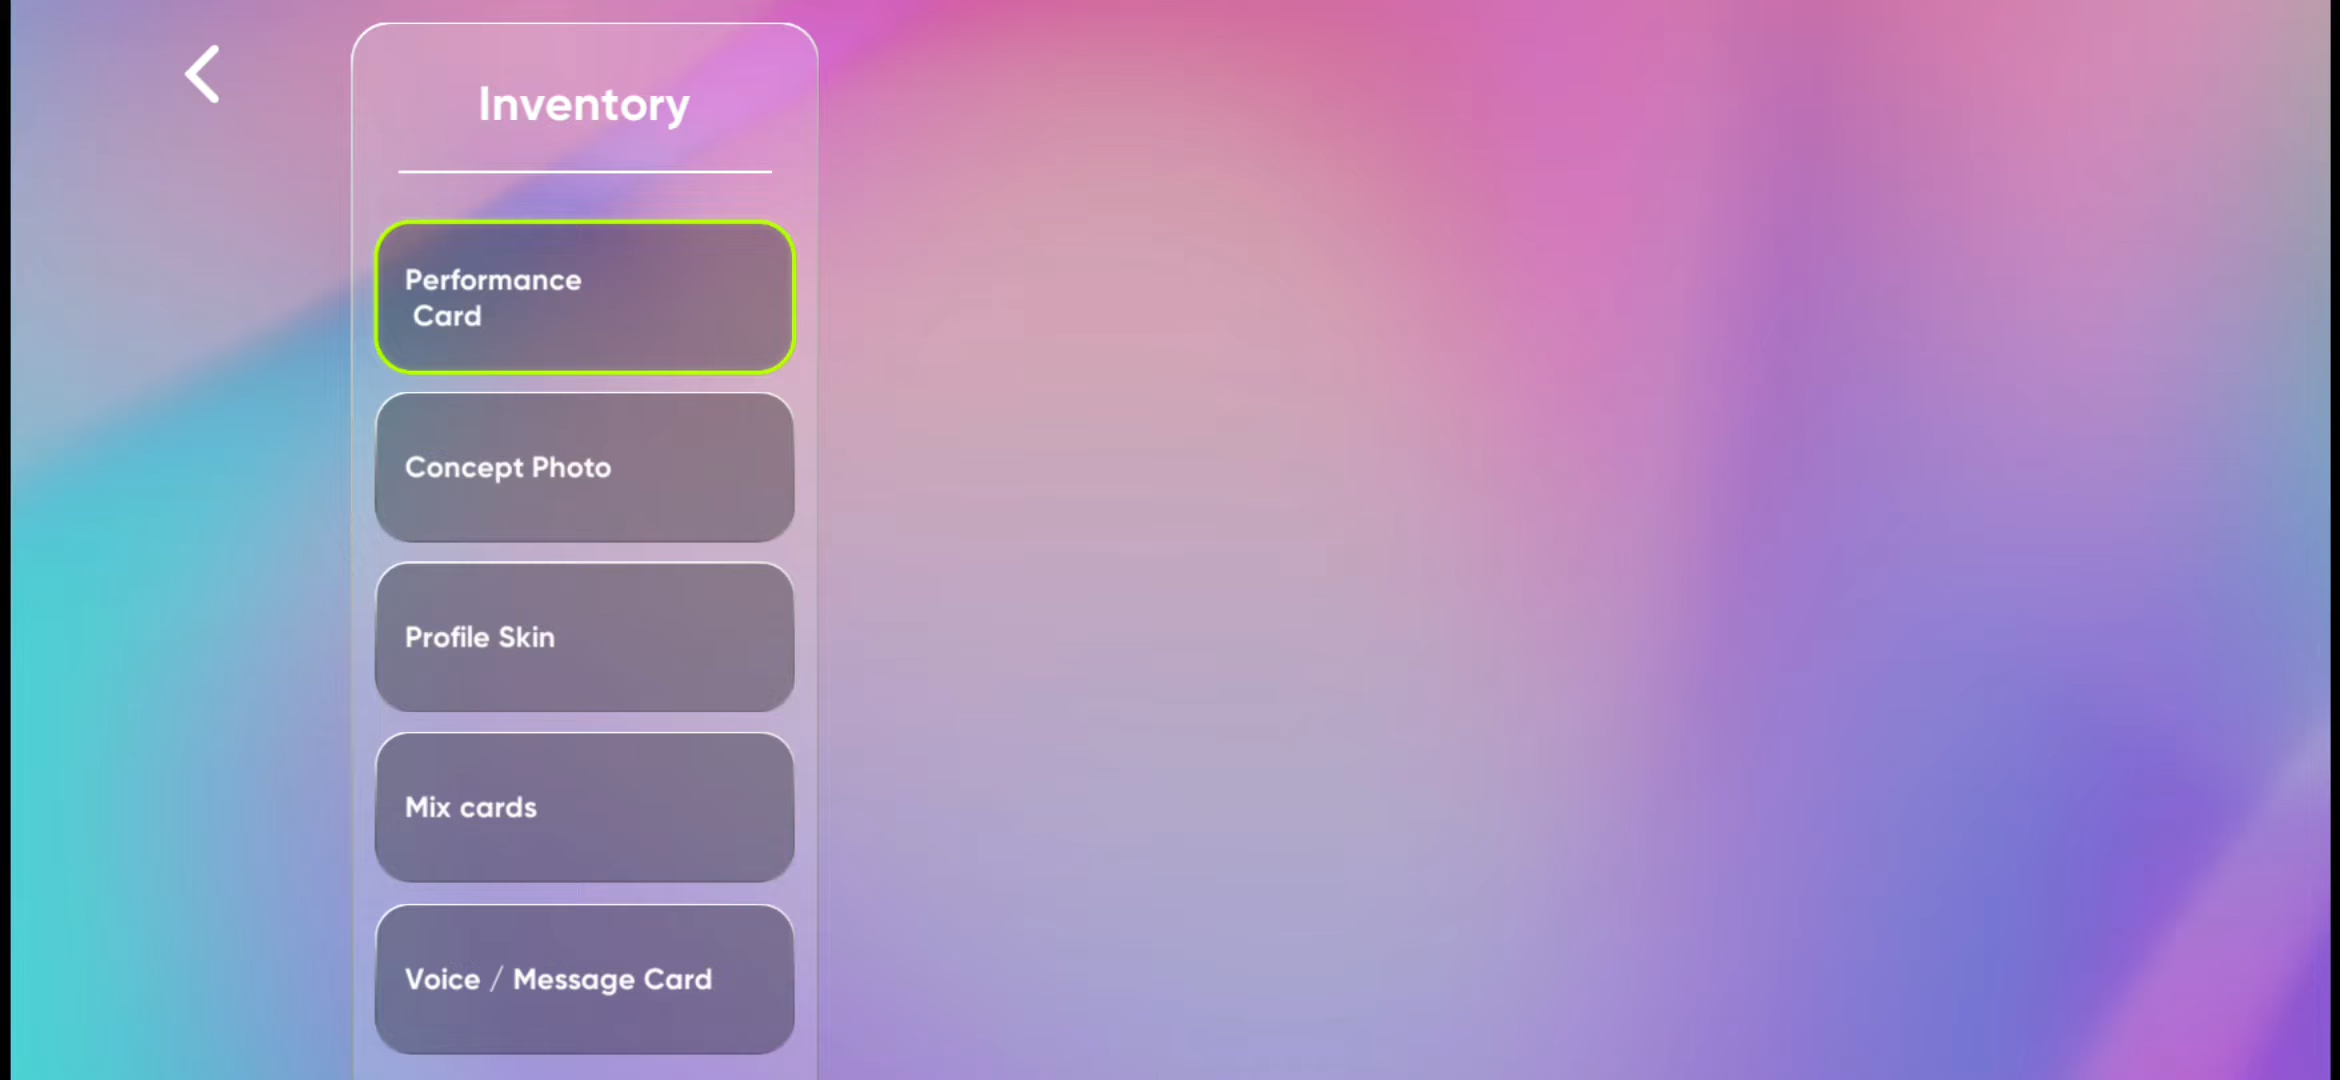 Inventory
Performance
Card
Concept Photo
Profile Skin
Mix cards
Voice / Message Card